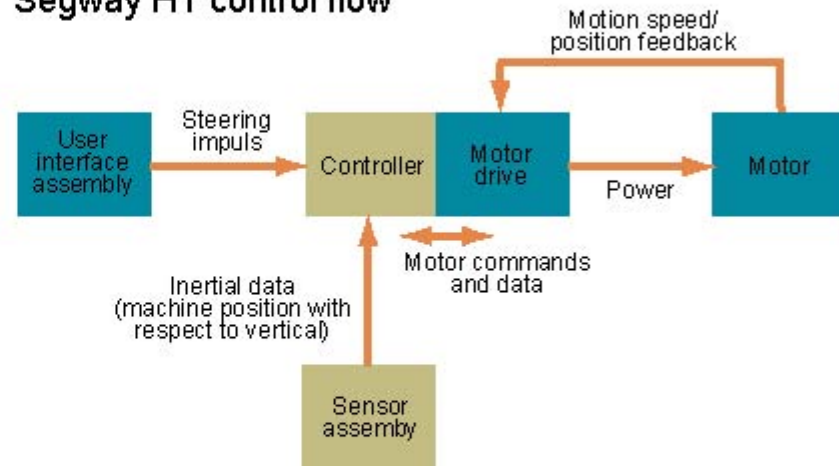 Segway HT control flow
Motion speed/
position feedback
Steering
impuls
User
interface
assembly
Controller
Motor
drive
Motor
Power
Motor commands
and data
Inertial data
(machine position with
respect to vertical)
Sensor
assemby